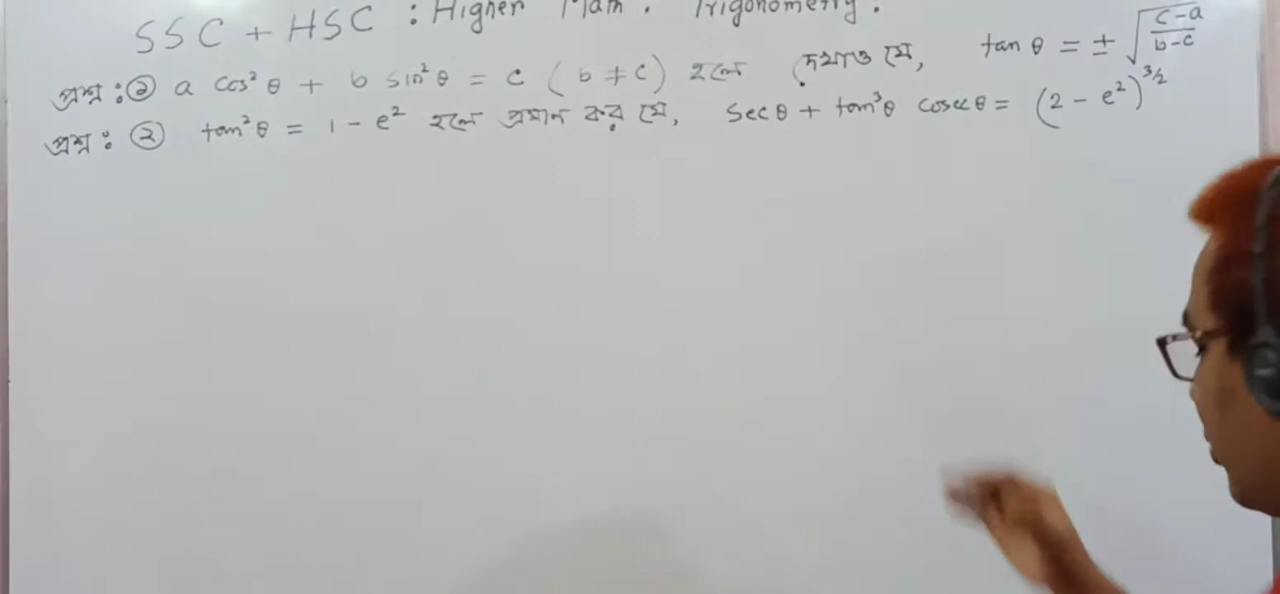 SSC + HSC : Higher Math . Trigonometry .
প্রশ্ন : ① a cos² θ + b sin² θ = c ( b ≠ c ) হলে দেখাও যে, tan θ = ± √((c-a)/(b-c))
প্রশ্ন : ② tan² θ = 1 - e² হলে প্রমান কর যে, sec θ + tan³θ cosec θ = (2 - e²)^3/2